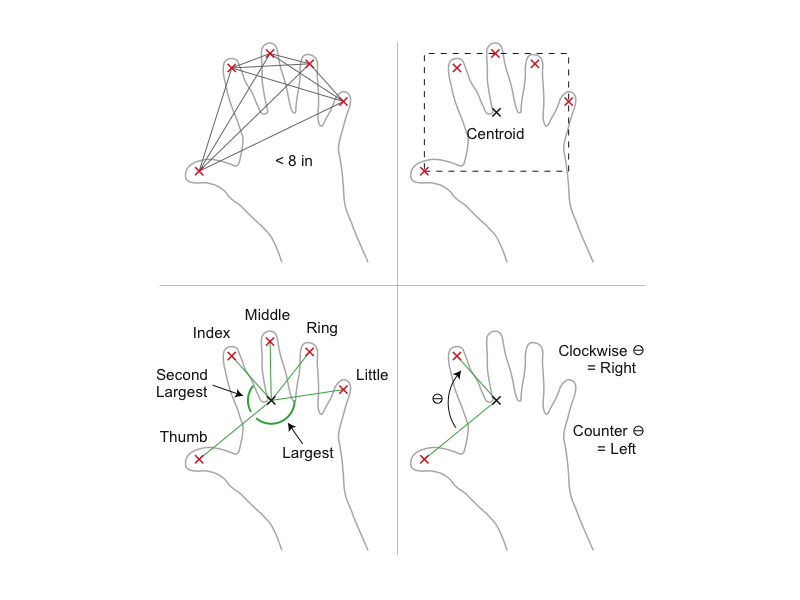 < 8 in
Centroid
Middle
Index
Ring
Second
Largest
Little
Thumb
Largest
Clockwise ⊖
= Right
⊖
Counter ⊖
= Left